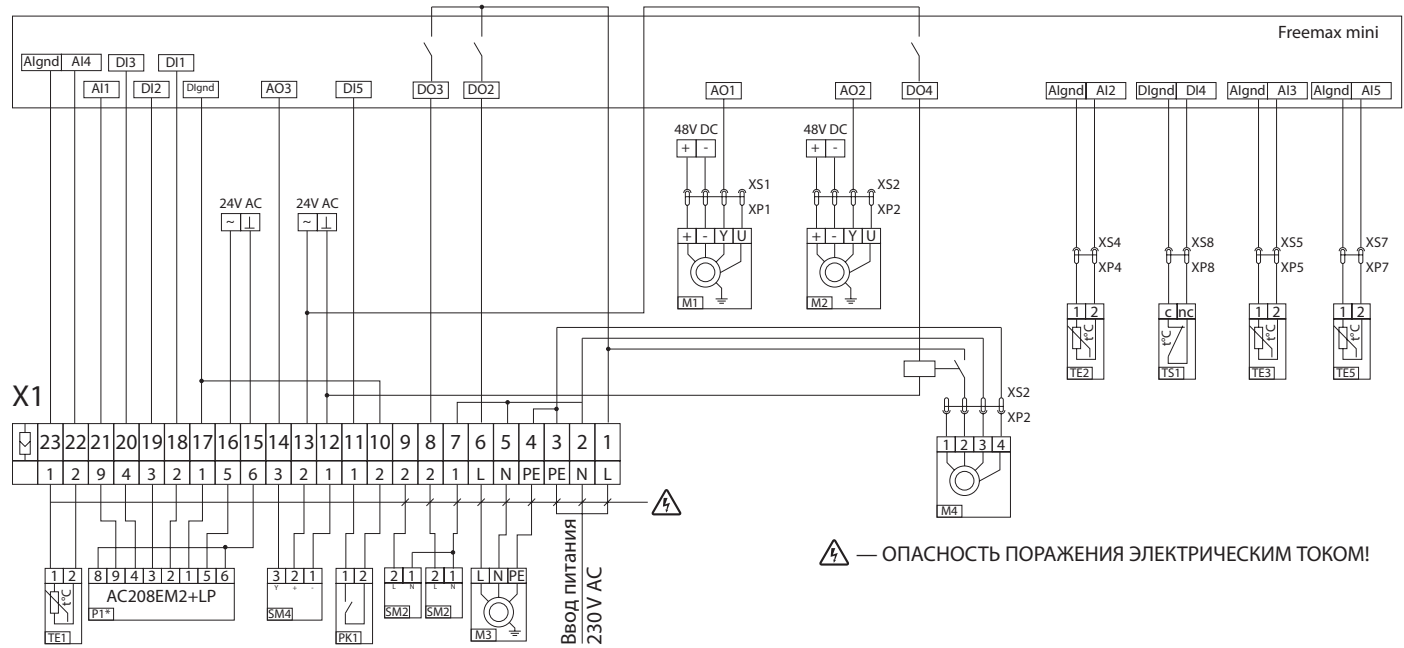 Freemax mini
AIgnd AI4 DI3 DI1
AI1 DI2 DIgnd AO3 DI5 DO3 DO2 AO1 AO2 DO4 AIgnd AI2 DIgnd DI4 AIgnd AI3 AIgnd AI5
48V DC 48V DC
+ - + -
XS1 XS2
XP1 XP2
24V AC 24V AC
~ ⊥ ~ ⊥
+ - Y U + - Y U
M1 M2
XS4 XS8 XS5 XS7
XP4 XP8 XP5 XP7
1 2 c nc 1 2 1 2
t°C t°C t°C t°C
TE2 TS1 TE3 TE5
X1
XS2
XP2
23 22 21 20 19 18 17 16 15 14 13 12 11 10 9 8 7 6 5 4 3 2 1
1 2 9 4 3 2 1 5 6 3 2 1 1 2 2 2 1 L N PE PE N L
1 2 3 4
M4
— ОПАСНОСТЬ ПОРАЖЕНИЯ ЭЛЕКТРИЧЕСКИМ ТОКОМ!
1 2 8 9 4 3 2 1 5 6 3 2 1 1 2 2 1 2 1 L N PE
Y + - L N L N
t°C
AC208EM2+LP
TE1 P1* SM4 PK1 SM2 SM2 M3
Ввод питания
230 V AC